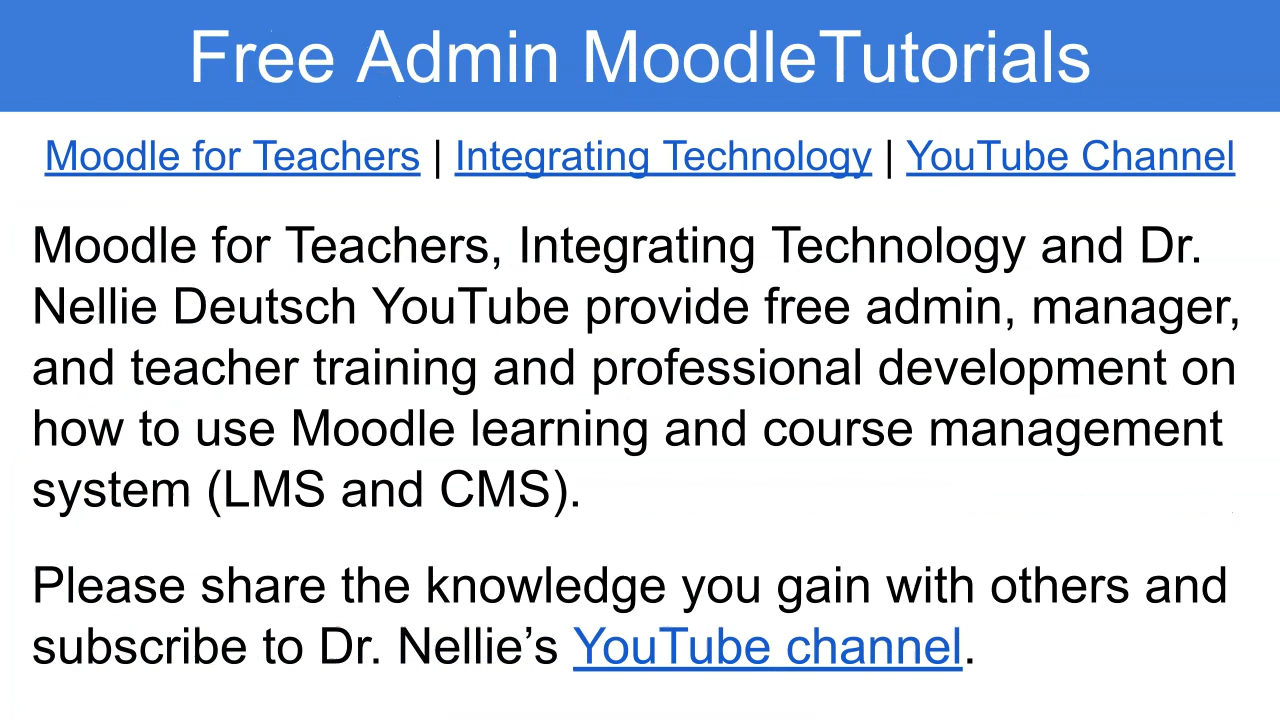 Free Admin MoodleTutorials
Moodle for Teachers | Integrating Technology | YouTube Channel
Moodle for Teachers, Integrating Technology and Dr.
Nellie Deutsch YouTube provide free admin, manager,
and teacher training and professional development on
how to use Moodle learning and course management
system (LMS and CMS).
Please share the knowledge you gain with others and
subscribe to Dr. Nellie’s YouTube channel.